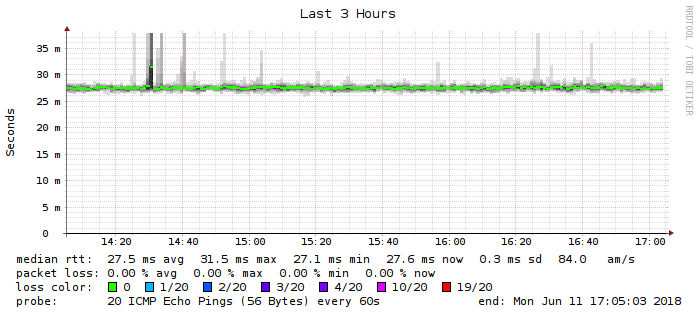 Last 3 Hours
RRDTOOL / TOBI OETIKER
Seconds
35 m
30 m
25 m
20 m
15 m
10 m
5 m
0
14:20 14:40 15:00 15:20 15:40 16:00 16:20 16:40 17:00
median rtt: 27.5 ms avg 31.5 ms max 27.1 ms min 27.6 ms now 0.3 ms sd 84.0 am/s
packet loss: 0.00 % avg 0.00 % max 0.00 % min 0.00 % now
loss color: 0 1/20 2/20 3/20 4/20 10/20 19/20
probe: 20 ICMP Echo Pings (56 Bytes) every 60s end: Mon Jun 11 17:05:03 2018